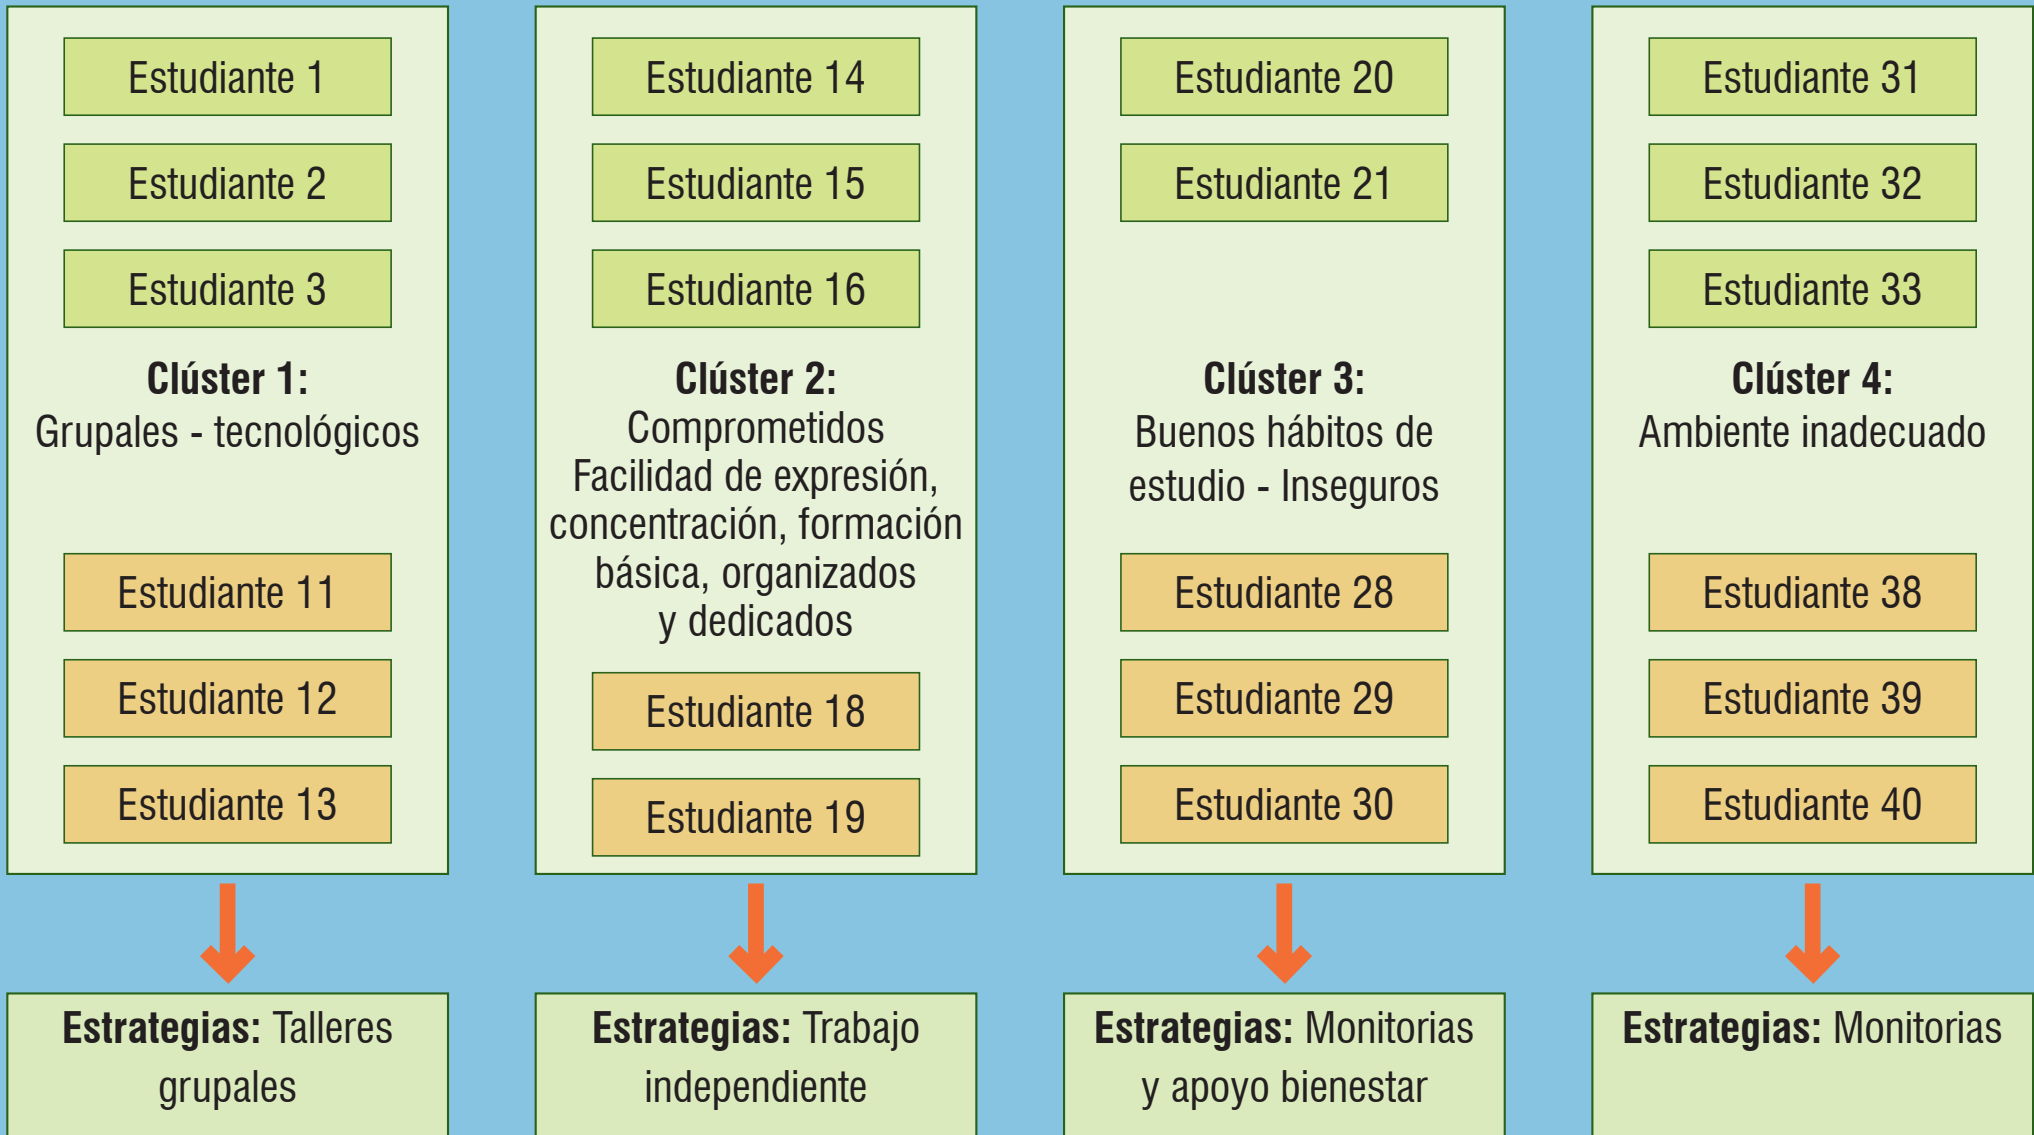 Estudiante 1
Estudiante 2
Estudiante 3
Clúster 1:
Grupales - tecnológicos
Estudiante 11
Estudiante 12
Estudiante 13
Estrategias: Talleres
grupales
Estudiante 14
Estudiante 15
Estudiante 16
Clúster 2:
Comprometidos
Facilidad de expresión,
concentración, formación
básica, organizados
y dedicados
Estudiante 18
Estudiante 19
Estrategias: Trabajo
independiente
Estudiante 20
Estudiante 21
Clúster 3:
Buenos hábitos de
estudio - Inseguros
Estudiante 28
Estudiante 29
Estudiante 30
Estrategias: Monitorias
y apoyo bienestar
Estudiante 31
Estudiante 32
Estudiante 33
Clúster 4:
Ambiente inadecuado
Estudiante 38
Estudiante 39
Estudiante 40
Estrategias: Monitorias